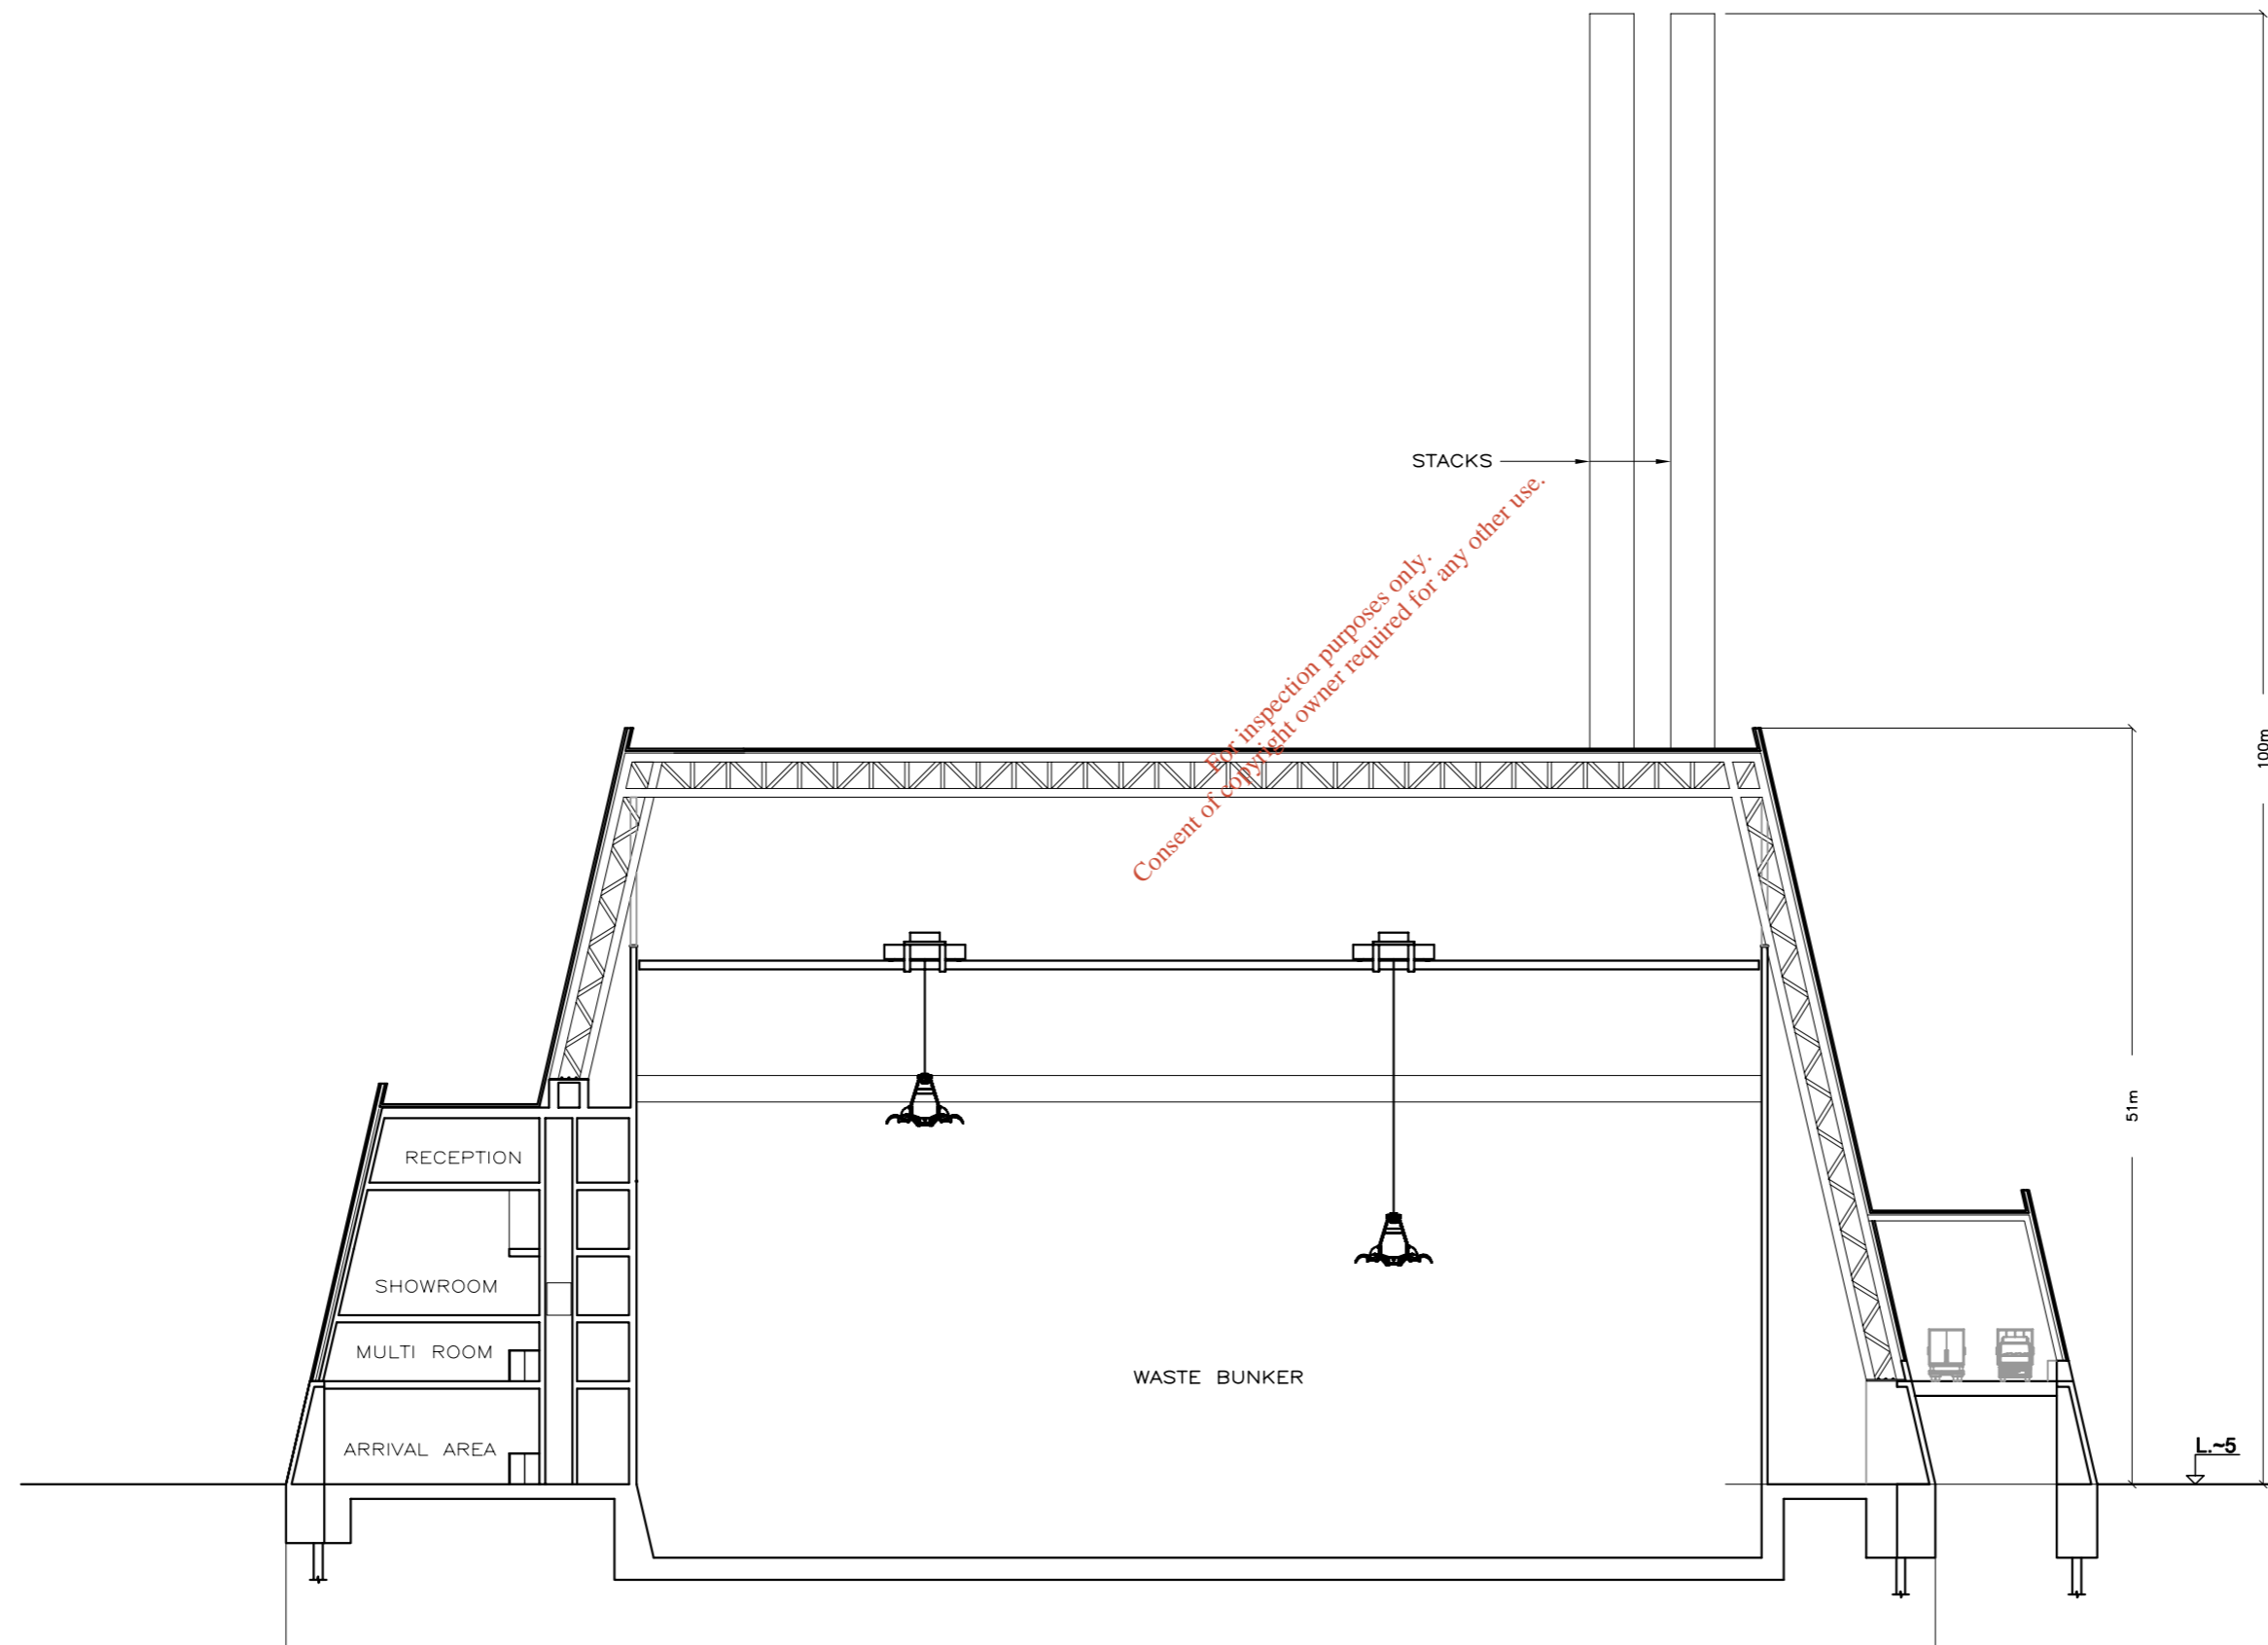 STACKS
For inspection purposes only.
Consent of copyright owner required for any other use.
100m
51m
RECEPTION
SHOWROOM
MULTI ROOM
WASTE BUNKER
ARRIVAL AREA
L.~5